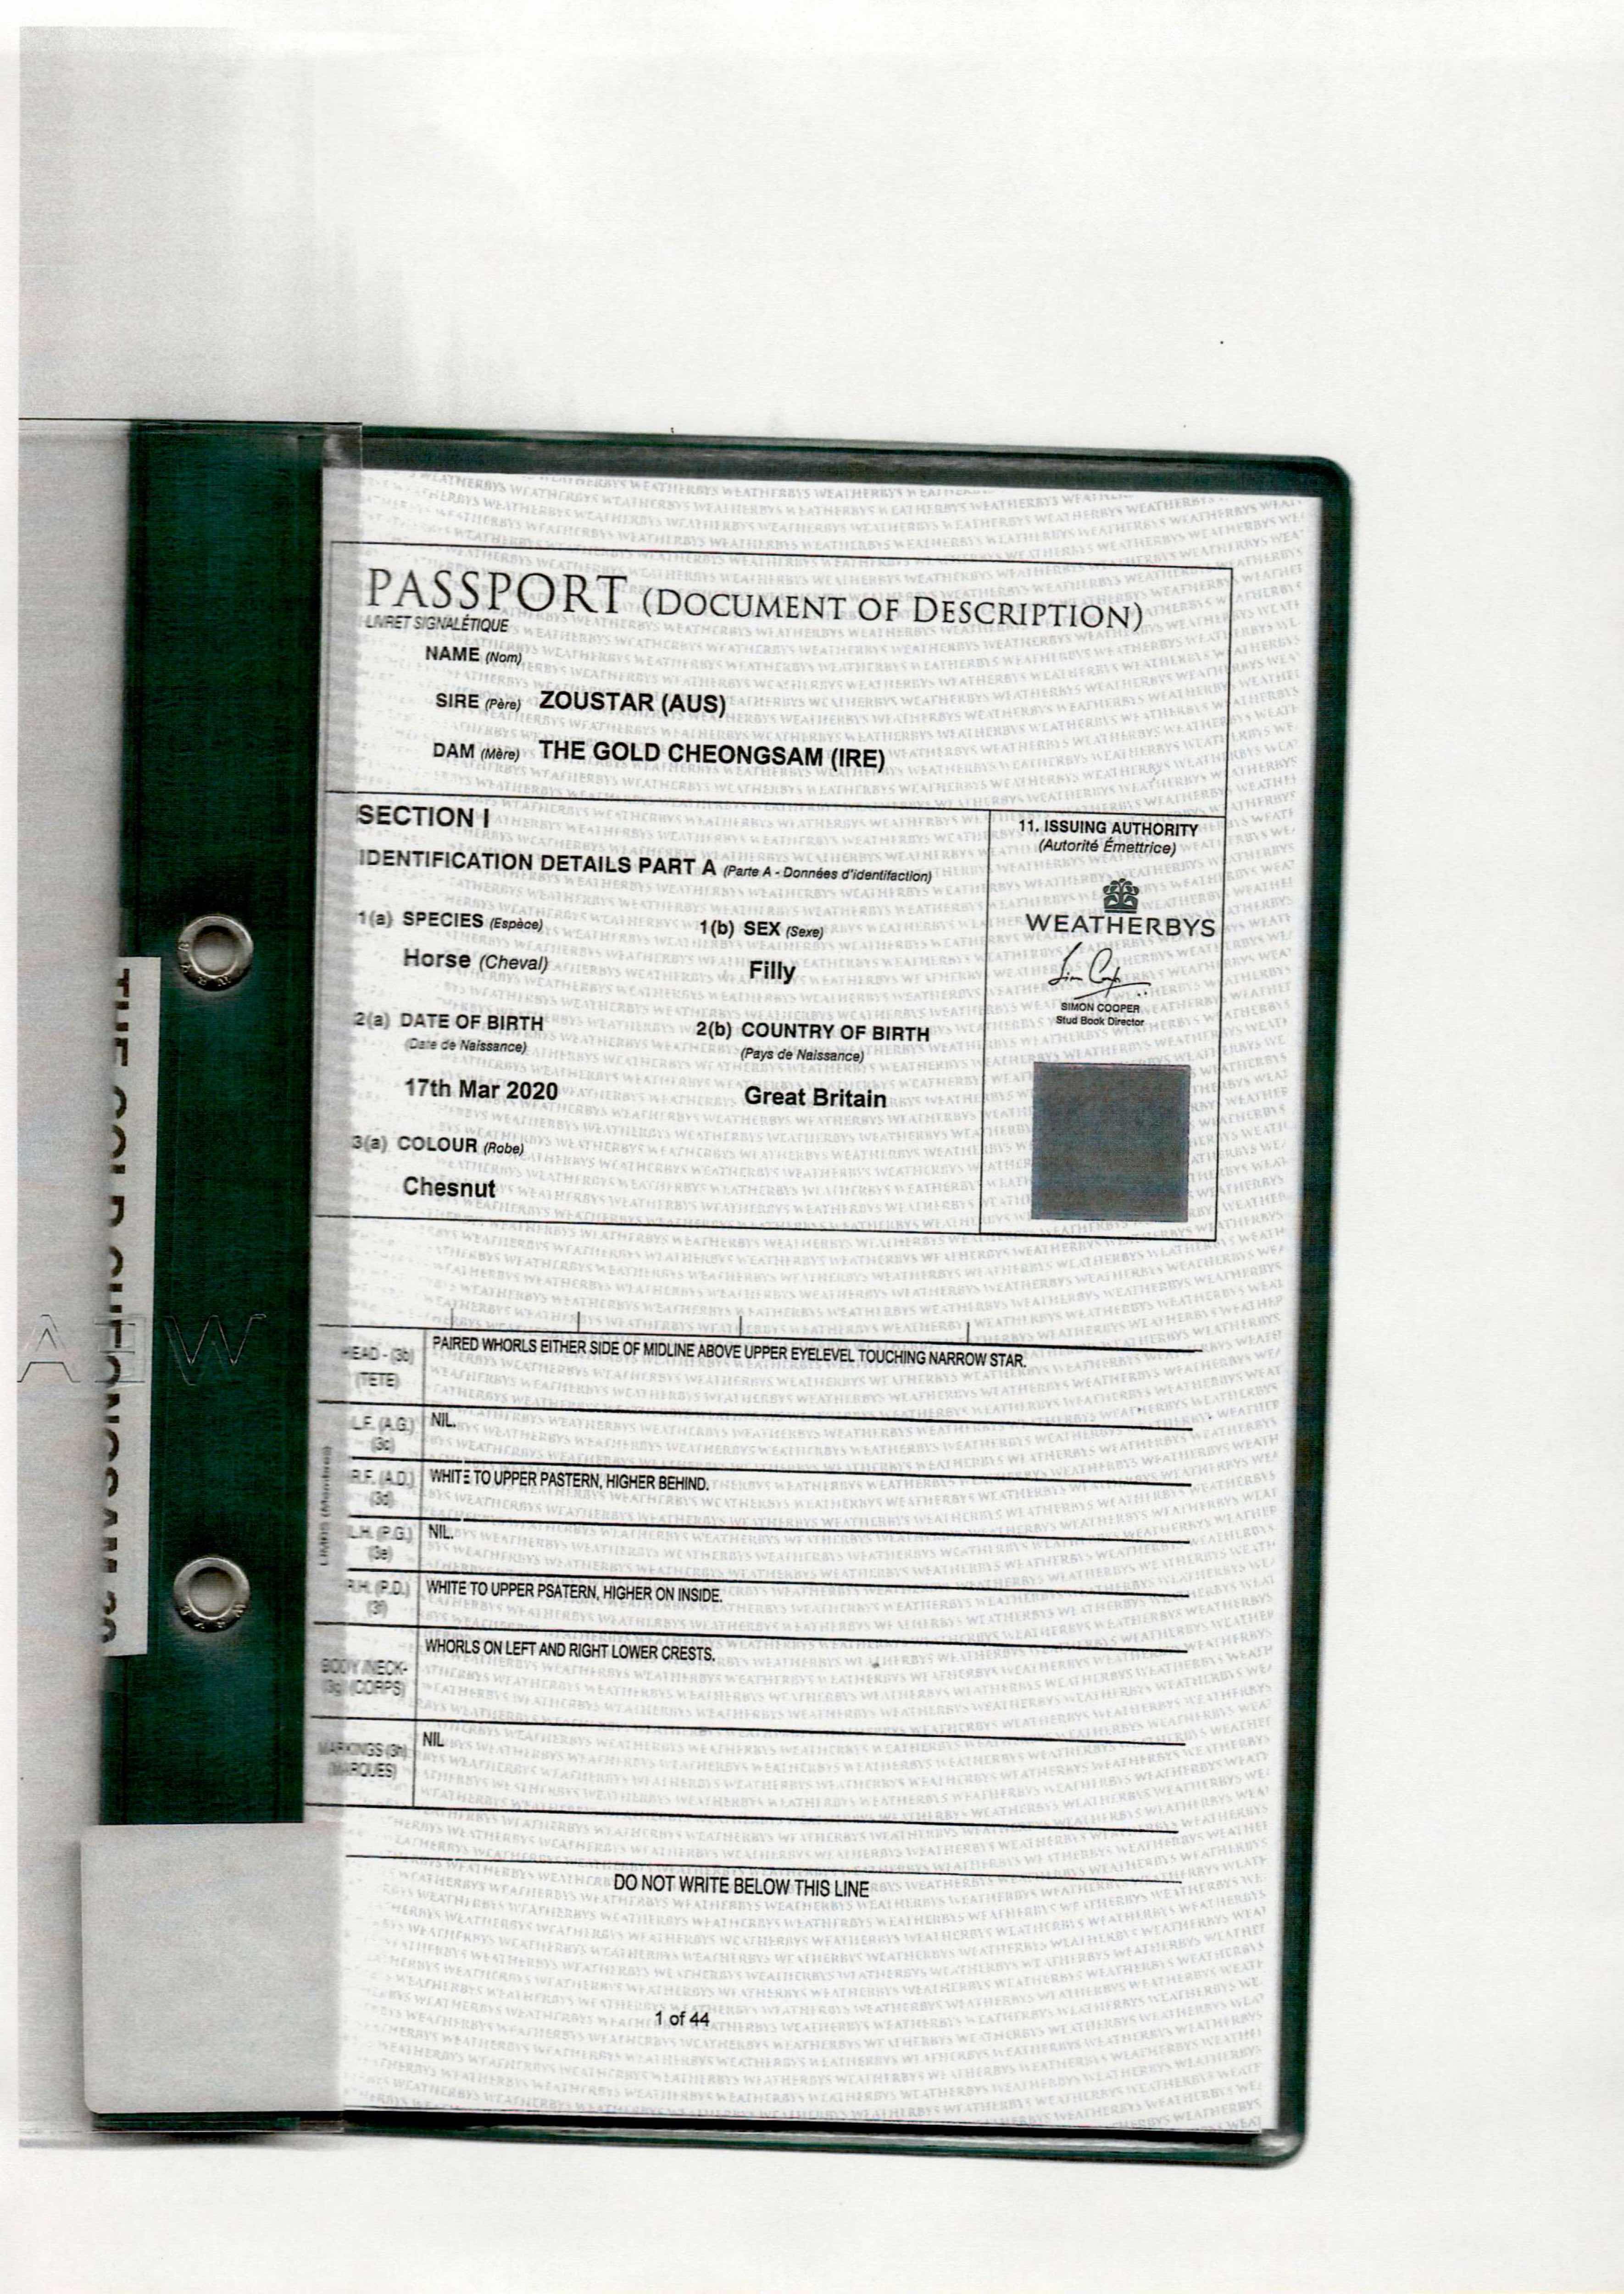 PASSPORT (DOCUMENT OF DESCRIPTION)
LIVRET SIGNALÉTIQUE
NAME (Nom)
SIRE (Père) ZOUSTAR (AUS)
DAM (Mère) THE GOLD CHEONGSAM (IRE)
SECTION I
IDENTIFICATION DETAILS PART A (Parte A - Données d'identifaction)
1(a) SPECIES (Espèce)
Horse (Cheval)
1(b) SEX (Sexe)
Filly
2(a) DATE OF BIRTH
(Date de Naissance)
17th Mar 2020
2(b) COUNTRY OF BIRTH
(Pays de Naissance)
Great Britain
3(a) COLOUR (Robe)
Chesnut
11. ISSUING AUTHORITY
(Autorité Émettrice)
WEATHERBYS
SIMON COOPER
Stud Book Director
HEAD - (3b)
(TETE)
PAIRED WHORLS EITHER SIDE OF MIDLINE ABOVE UPPER EYELEVEL TOUCHING NARROW STAR.
LIMBS (Membres)
L.F. (A.G.)
(3c)
NIL.
R.F. (A.D.)
(3d)
WHITE TO UPPER PASTERN, HIGHER BEHIND.
L.H. (P.G.)
(3e)
NIL.
R.H. (P.D.)
(3f)
WHITE TO UPPER PSATERN, HIGHER ON INSIDE.
BODY /NECK-
(3g) (CORPS)
WHORLS ON LEFT AND RIGHT LOWER CRESTS.
MARKINGS (3h)
(MARQUES)
NIL
DO NOT WRITE BELOW THIS LINE
1 of 44